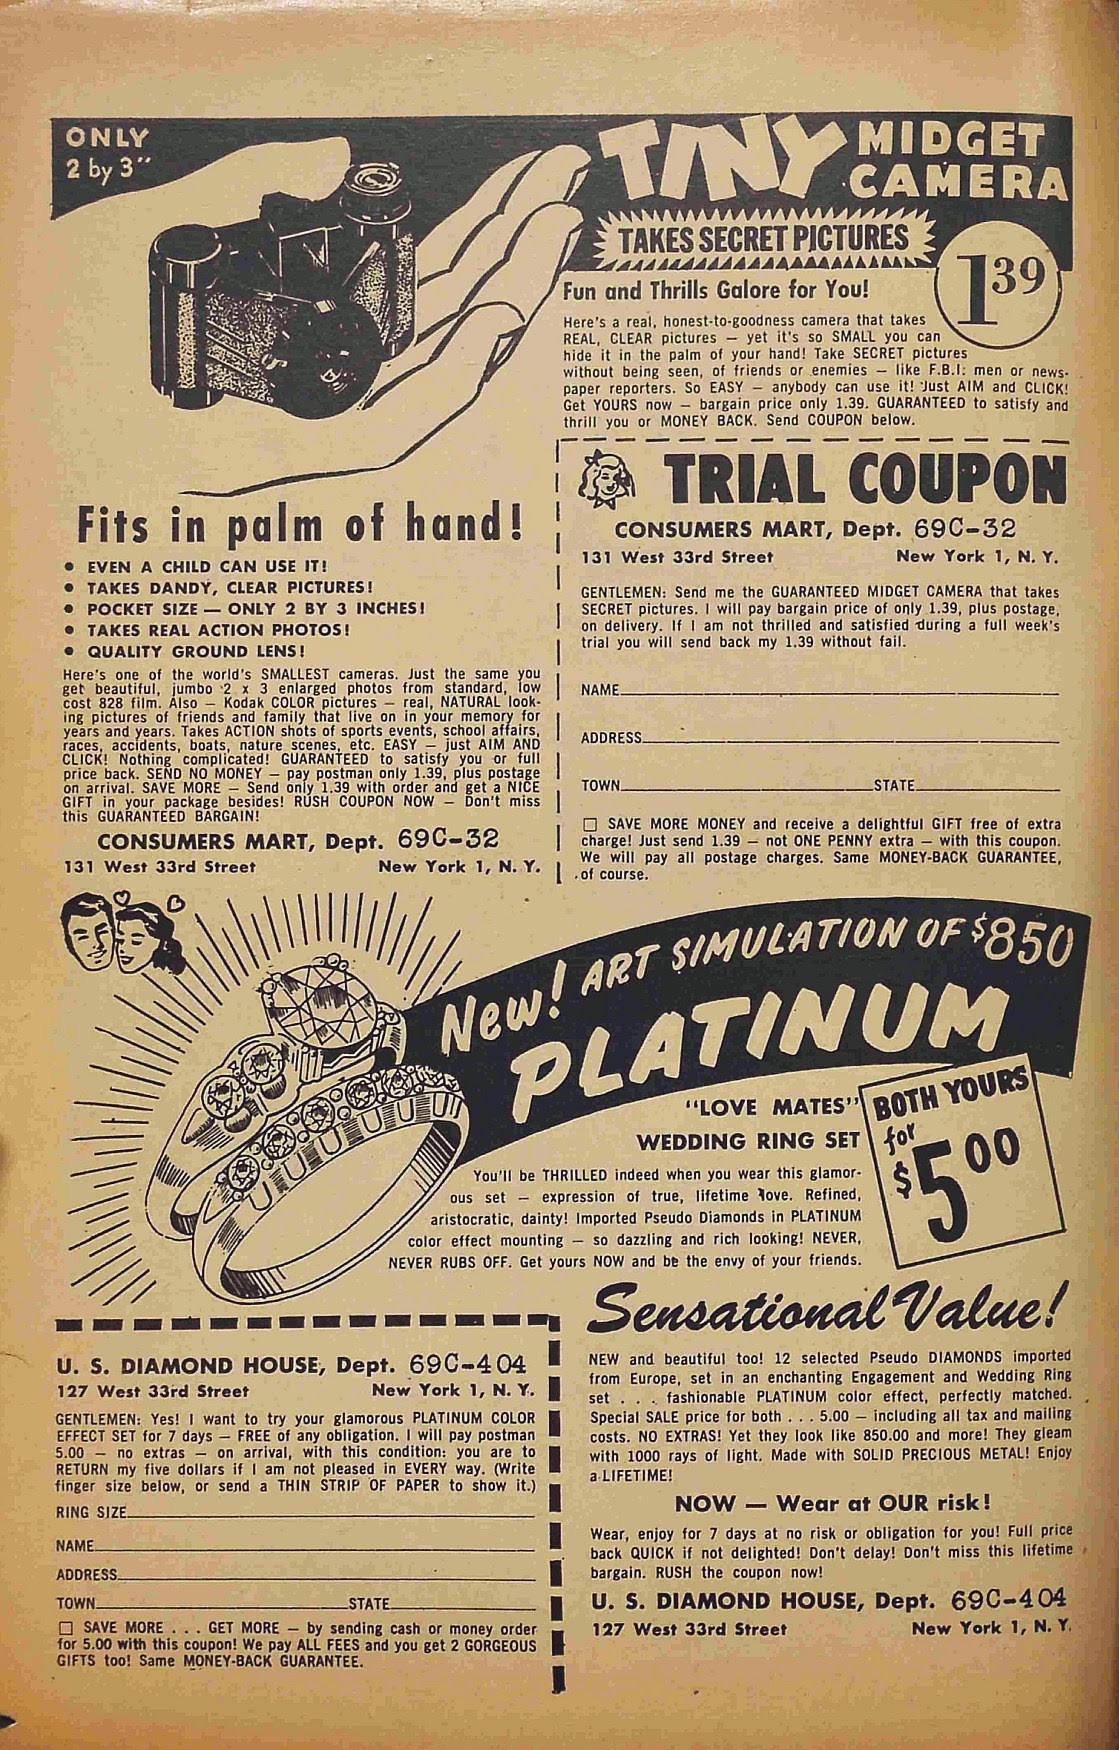 ONLY
2 by 3"
TINY MIDGET
CAMERA
TAKES SECRET PICTURES
1 39
Fun and Thrills Galore for You!
Here's a real, honest-to-goodness camera that takes
REAL, CLEAR pictures — yet it's so SMALL you can
hide it in the palm of your hand! Take SECRET pictures
without being seen, of friends or enemies — like F.B.I. men or news-
paper reporters. So EASY — anybody can use it! Just AIM and CLICK!
Get YOURS now — bargain price only 1.39. GUARANTEED to satisfy and
thrill you or MONEY BACK. Send COUPON below.
Fits in palm of hand!
• EVEN A CHILD CAN USE IT!
• TAKES DANDY, CLEAR PICTURES!
• POCKET SIZE — ONLY 2 BY 3 INCHES!
• TAKES REAL ACTION PHOTOS!
• QUALITY GROUND LENS!
Here's one of the world's SMALLEST cameras. Just the same you
get beautiful, jumbo 2 x 3 enlarged photos from standard, low
cost 828 film. Also — Kodak COLOR pictures — real, NATURAL look-
ing pictures of friends and family that live on in your memory for
years and years. Takes ACTION shots of sports events, school affairs,
races, accidents, boats, nature scenes, etc. EASY — just AIM AND
CLICK! Nothing complicated! GUARANTEED to satisfy you or full
price back. SEND NO MONEY — pay postman only 1.39, plus postage
on arrival. SAVE MORE — Send only 1.39 with order and get a NICE
GIFT in your package besides! RUSH COUPON NOW — Don't miss
this GUARANTEED BARGAIN!
CONSUMERS MART, Dept. 69C-32
131 West 33rd Street New York 1, N. Y.
TRIAL COUPON
CONSUMERS MART, Dept. 69C-32
131 West 33rd Street New York 1, N. Y.
GENTLEMEN: Send me the GUARANTEED MIDGET CAMERA that takes
SECRET pictures. I will pay bargain price of only 1.39, plus postage,
on delivery. If I am not thrilled and satisfied during a full week's
trial you will send back my 1.39 without fail.
NAME
ADDRESS
TOWN STATE
☐ SAVE MORE MONEY and receive a delightful GIFT free of extra
charge! Just send 1.39 — not ONE PENNY extra — with this coupon.
We will pay all postage charges. Same MONEY-BACK GUARANTEE,
of course.
New! ART SIMULATION OF $850
PLATINUM
"LOVE MATES"
WEDDING RING SET
BOTH YOURS
for
$5 00
You'll be THRILLED indeed when you wear this glamor-
ous set — expression of true, lifetime love. Refined,
aristocratic, dainty! Imported Pseudo Diamonds in PLATINUM
color effect mounting — so dazzling and rich looking! NEVER,
NEVER RUBS OFF. Get yours NOW and be the envy of your friends.
Sensational Value!
NEW and beautiful too! 12 selected Pseudo DIAMONDS imported
from Europe, set in an enchanting Engagement and Wedding Ring
set . . . fashionable PLATINUM color effect, perfectly matched.
Special SALE price for both . . . 5.00 — including all tax and mailing
costs. NO EXTRAS! Yet they look like 850.00 and more! They gleam
with 1000 rays of light. Made with SOLID PRECIOUS METAL! Enjoy
a LIFETIME!
NOW — Wear at OUR risk!
Wear, enjoy for 7 days at no risk or obligation for you! Full price
back QUICK if not delighted! Don't delay! Don't miss this lifetime
bargain. RUSH the coupon now!
U. S. DIAMOND HOUSE, Dept. 69C-404
127 West 33rd Street New York 1, N. Y.
U. S. DIAMOND HOUSE, Dept. 69C-404
127 West 33rd Street New York 1, N. Y.
GENTLEMEN: Yes! I want to try your glamorous PLATINUM COLOR
EFFECT SET for 7 days — FREE of any obligation. I will pay postman
5.00 — no extras — on arrival, with this condition: you are to
RETURN my five dollars if I am not pleased in EVERY way. (Write
finger size below, or send a THIN STRIP OF PAPER to show it.)
RING SIZE
NAME
ADDRESS
TOWN STATE
☐ SAVE MORE . . . GET MORE — by sending cash or money order
for 5.00 with this coupon! We pay ALL FEES and you get 2 GORGEOUS
GIFTS too! Same MONEY-BACK GUARANTEE.